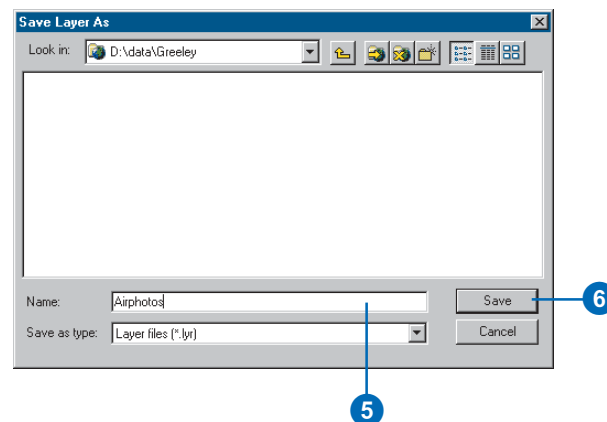 Save Layer As
Look in: D:\data\Greeley
Name: Airphotos
Save
Save as type: Layer files (*.lyr)
Cancel
6
5